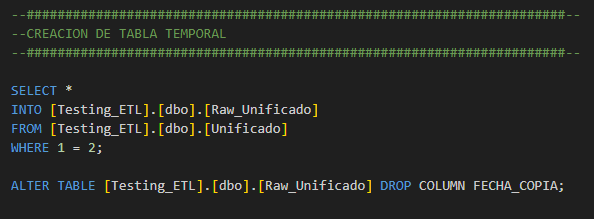 --######################################################################--
--CREACION DE TABLA TEMPORAL
--######################################################################--
SELECT *
INTO [Testing_ETL].[dbo].[Raw_Unificado]
FROM [Testing_ETL].[dbo].[Unificado]
WHERE 1 = 2;
ALTER TABLE [Testing_ETL].[dbo].[Raw_Unificado] DROP COLUMN FECHA_COPIA;